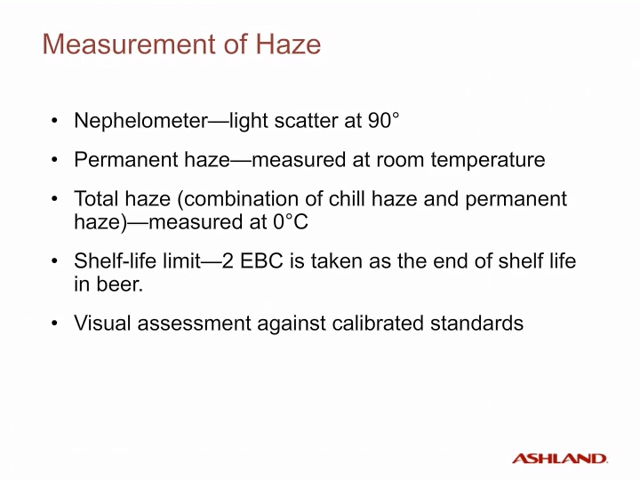 Measurement of Haze
• Nephelometer—light scatter at 90°
• Permanent haze—measured at room temperature
• Total haze (combination of chill haze and permanent
haze)—measured at 0°C
• Shelf-life limit—2 EBC is taken as the end of shelf life
in beer.
• Visual assessment against calibrated standards
ASHLAND.